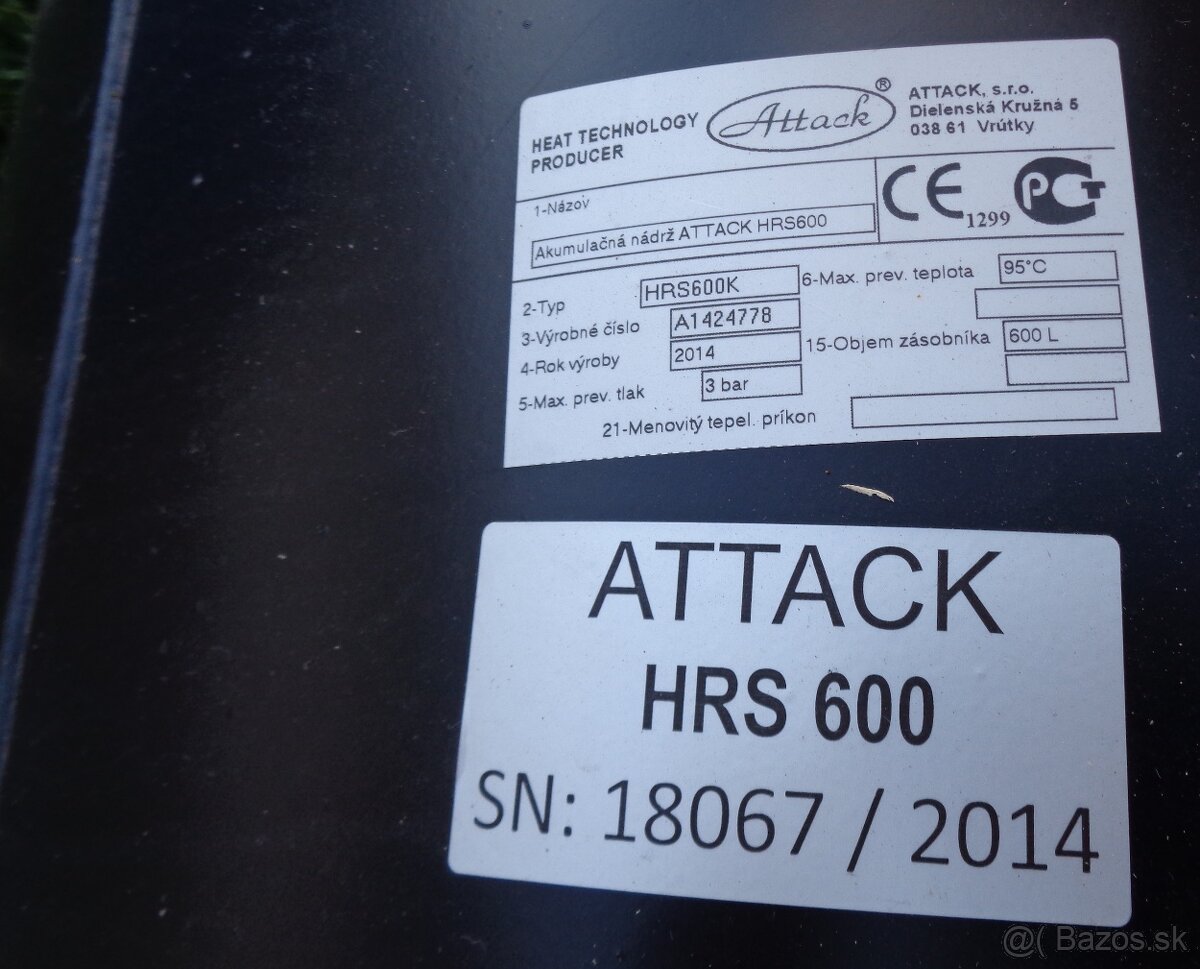 HEAT TECHNOLOGY
PRODUCER
Attack®
ATTACK, s.r.o.
Dielenská Kružná 5
038 61 Vrútky
1-Názov
Akumulačná nádrž ATTACK HRS600
CE 1299
PCT
2-Typ HRS600K
3-Výrobné číslo A1424778
4-Rok výroby 2014
5-Max. prev. tlak 3 bar
6-Max. prev. teplota 95°C
15-Objem zásobníka 600 L
21-Menovitý tepel. príkon
ATTACK
HRS 600
SN: 18067 / 2014
@( Bazos.sk